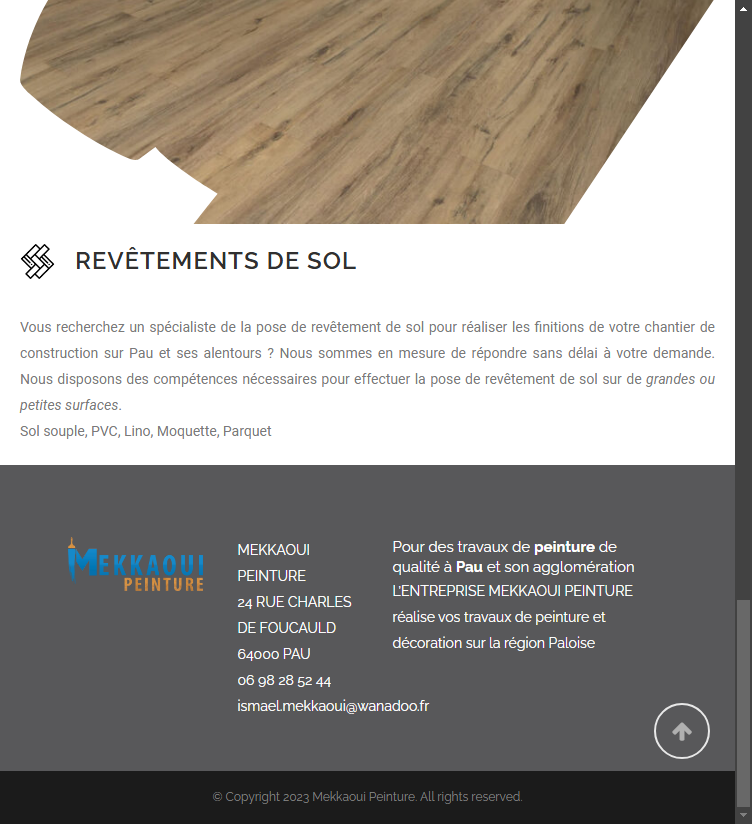 REVÊTEMENTS DE SOL
Vous recherchez un spécialiste de la pose de revêtement de sol pour réaliser les finitions de votre chantier de
construction sur Pau et ses alentours ? Nous sommes en mesure de répondre sans délai à votre demande.
Nous disposons des compétences nécessaires pour effectuer la pose de revêtement de sol sur de grandes ou
petites surfaces.
Sol souple, PVC, Lino, Moquette, Parquet
MEKKAOUI
PEINTURE
MEKKAOUI
PEINTURE
24 RUE CHARLES
DE FOUCAULD
64000 PAU
06 98 28 52 44
ismael.mekkaoui@wanadoo.fr
Pour des travaux de peinture de
qualité à Pau et son agglomération
L'ENTREPRISE MEKKAOUI PEINTURE
réalise vos travaux de peinture et
décoration sur la région Paloise
© Copyright 2023 Mekkaoui Peinture. All rights reserved.